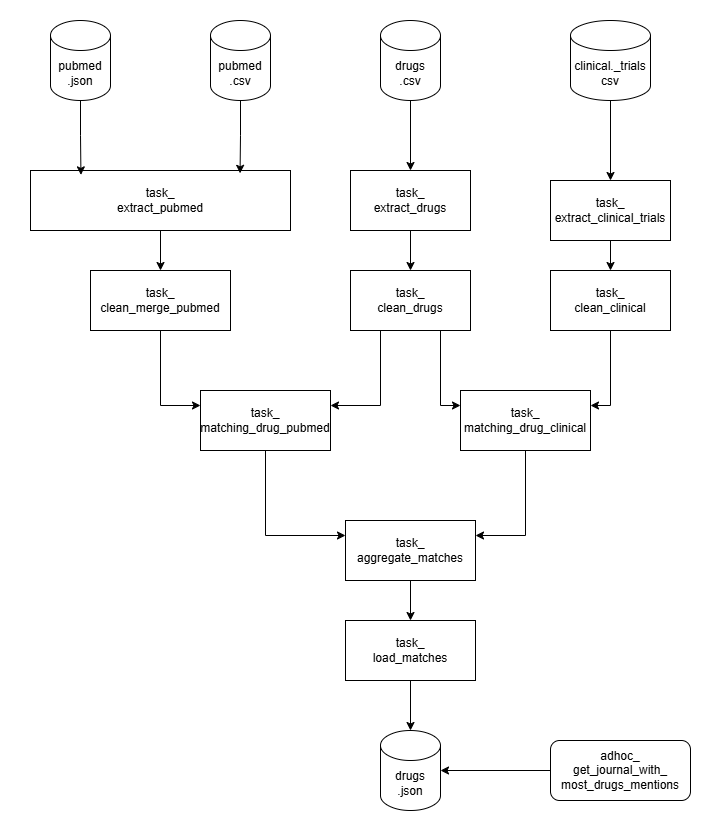 pubmed
.json
pubmed
.csv
drugs
.csv
clinical._trials
csv
task_
extract_pubmed
task_
extract_drugs
task_
extract_clinical_trials
task_
clean_merge_pubmed
task_
clean_drugs
task_
clean_clinical
task_
matching_drug_pubmed
task_
matching_drug_clinical
task_
aggregate_matches
task_
load_matches
drugs
.json
adhoc_
get_journal_with_
most_drugs_mentions